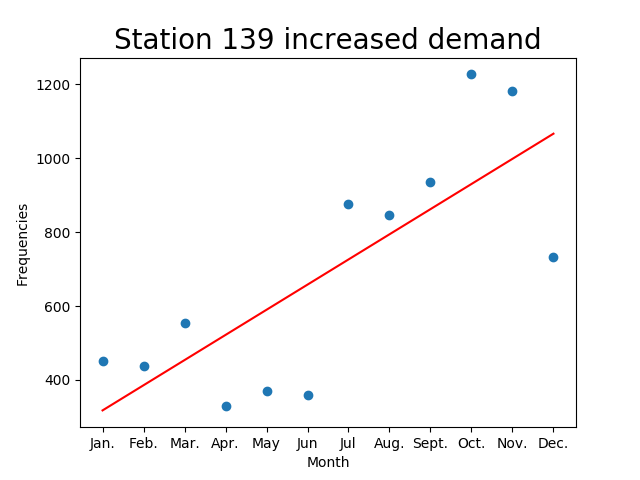 Station 139 increased demand
1200
1000
800
600
400
Frequencies
Jan. Feb. Mar. Apr. May Jun Jul Aug. Sept. Oct. Nov. Dec.
Month